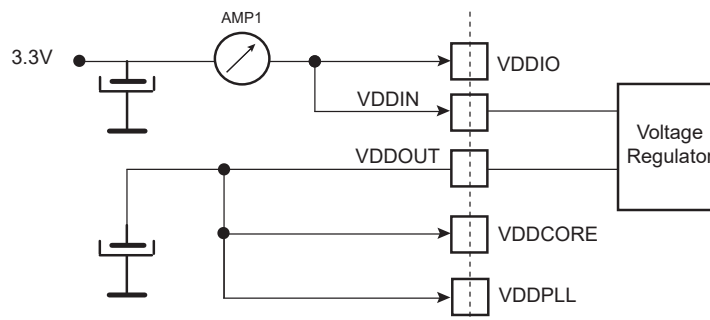 AMP1
3.3V
VDDIO
VDDIN
VDDOUT
Voltage
Regulator
VDDCORE
VDDPLL